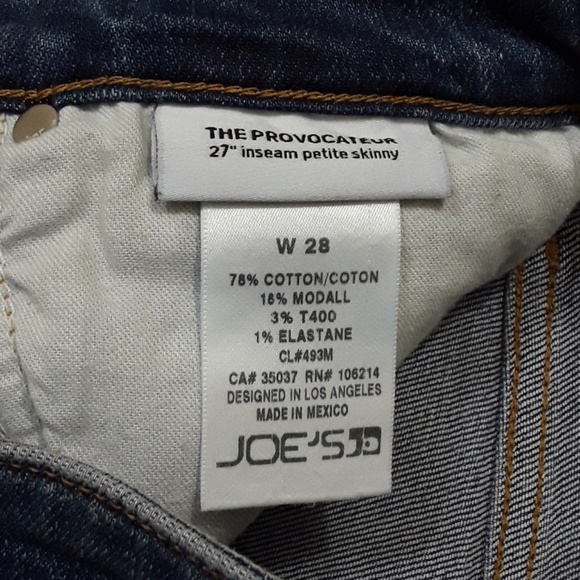 THE PROVOCATEUR
27" inseam petite skinny
W 28
78% COTTON/COTON
18% MODALL
3% T400
1% ELASTANE
CL#493M
CA# 35037 RN# 106214
DESIGNED IN LOS ANGELES
MADE IN MEXICO
JOE'S